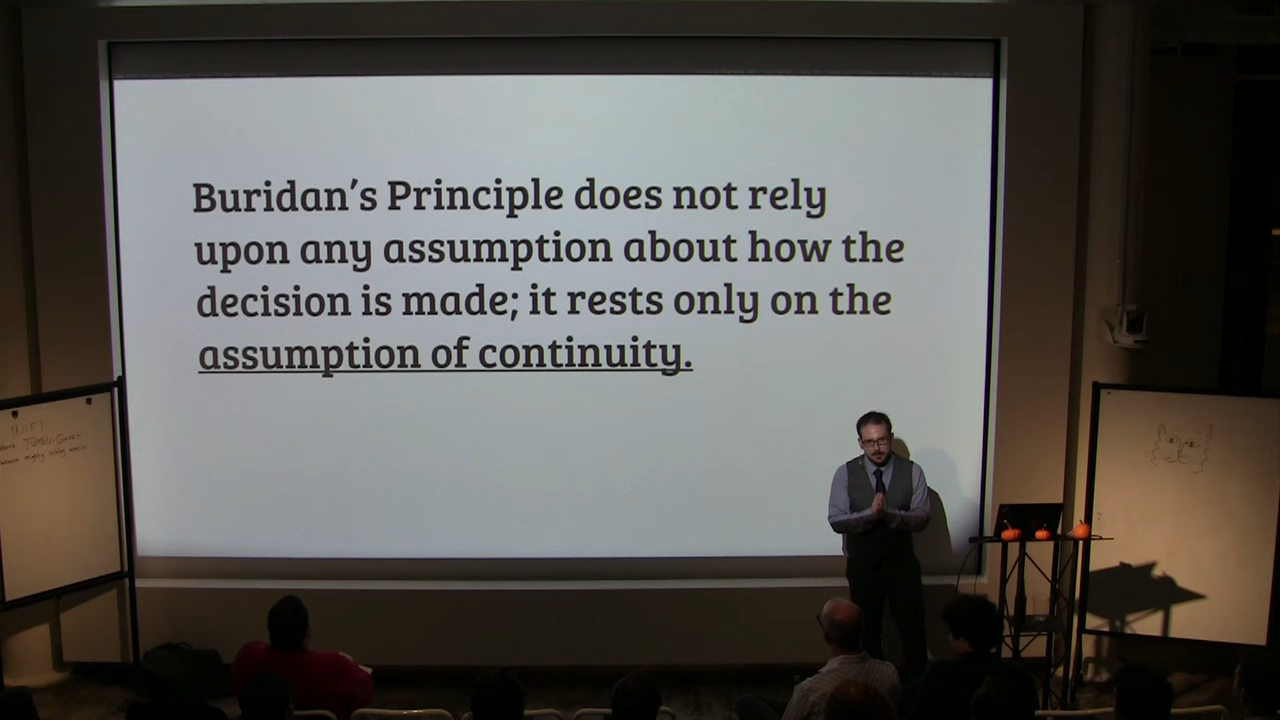 Buridan's Principle does not rely
upon any assumption about how the
decision is made; it rests only on the
assumption of continuity.
WIFI